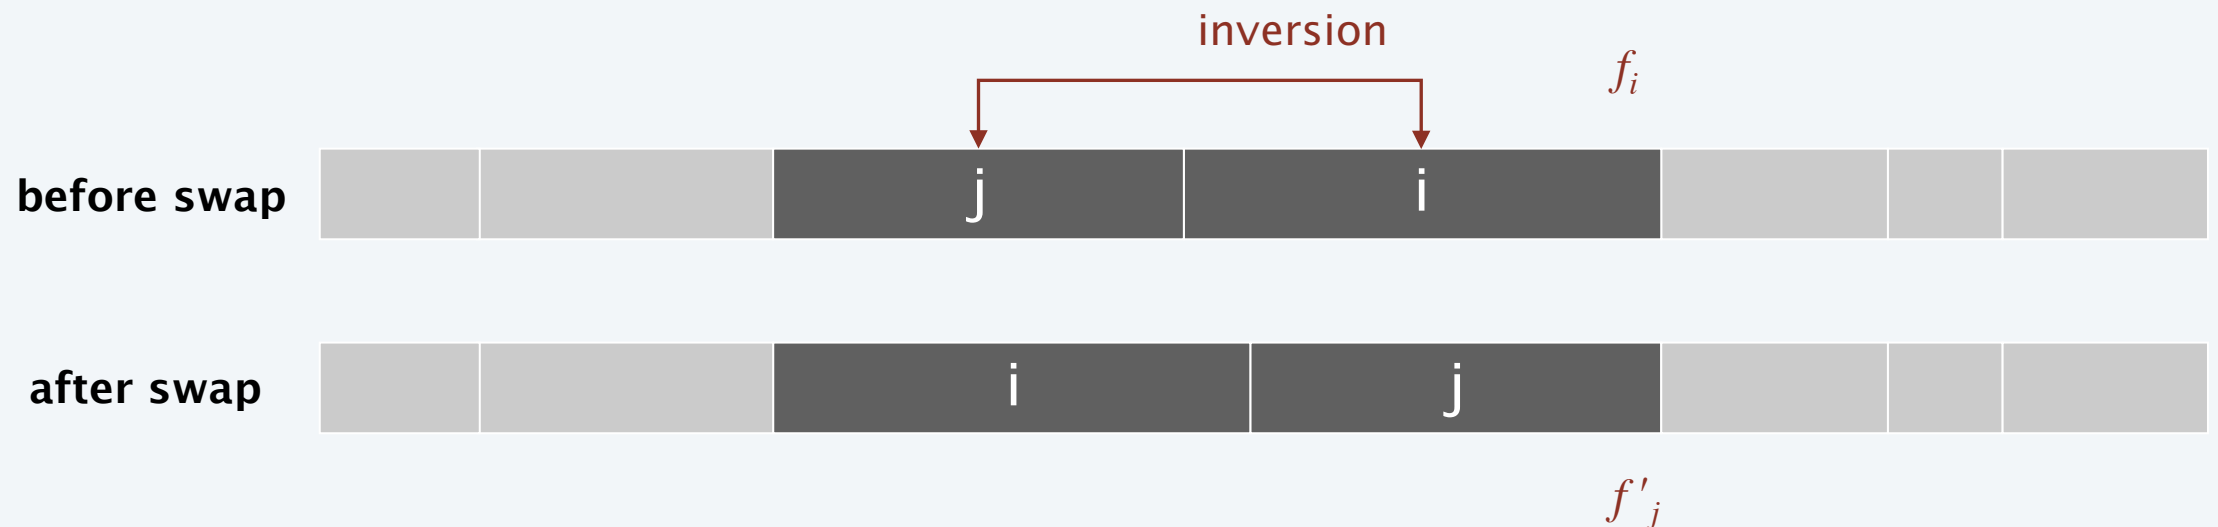 inversion
fᵢ
before swap
j i
after swap
i j
f′ⱼ